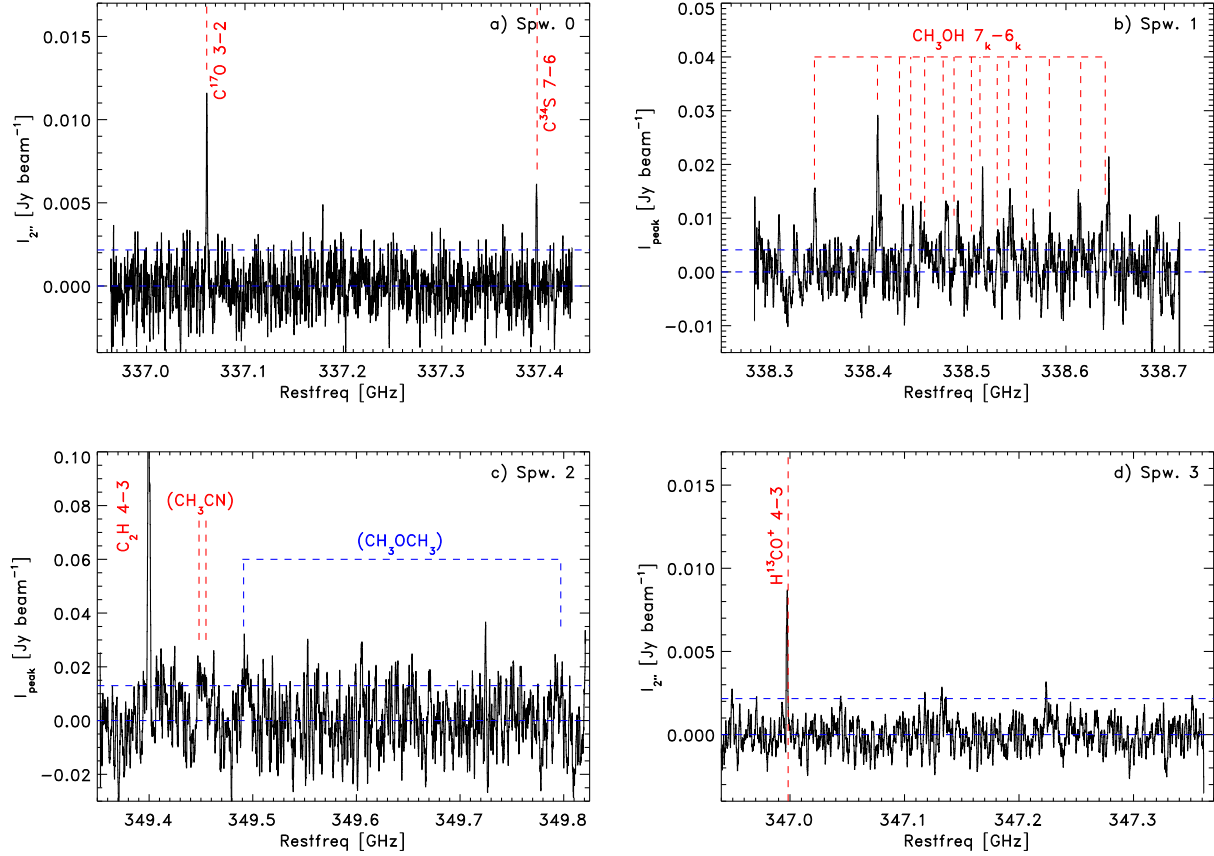 a) Spw. 0
C¹⁷O 3−2
C³⁴S 7−6
0.015
0.010
0.005
0.000
I₂″ [Jy beam⁻¹]
337.0 337.1 337.2 337.3 337.4
Restfreq [GHz]
b) Spw. 1
CH₃OH 7ₖ−6ₖ
0.05
0.04
0.03
0.02
0.01
0.00
−0.01
I_peak [Jy beam⁻¹]
338.3 338.4 338.5 338.6 338.7
Restfreq [GHz]
c) Spw. 2
C₂H 4−3
(CH₃CN)
(CH₃OCH₃)
0.10
0.08
0.06
0.04
0.02
0.00
−0.02
I_peak [Jy beam⁻¹]
349.4 349.5 349.6 349.7 349.8
Restfreq [GHz]
d) Spw. 3
H¹³CO⁺ 4−3
0.015
0.010
0.005
0.000
I₂″ [Jy beam⁻¹]
347.0 347.1 347.2 347.3
Restfreq [GHz]